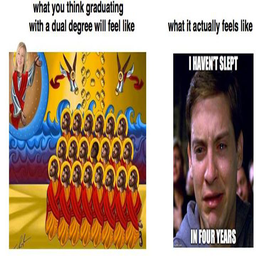 what you think graduating
with a dual degree will feel like
what it actually feels like
I HAVEN'T SLEPT
IN FOUR YEARS